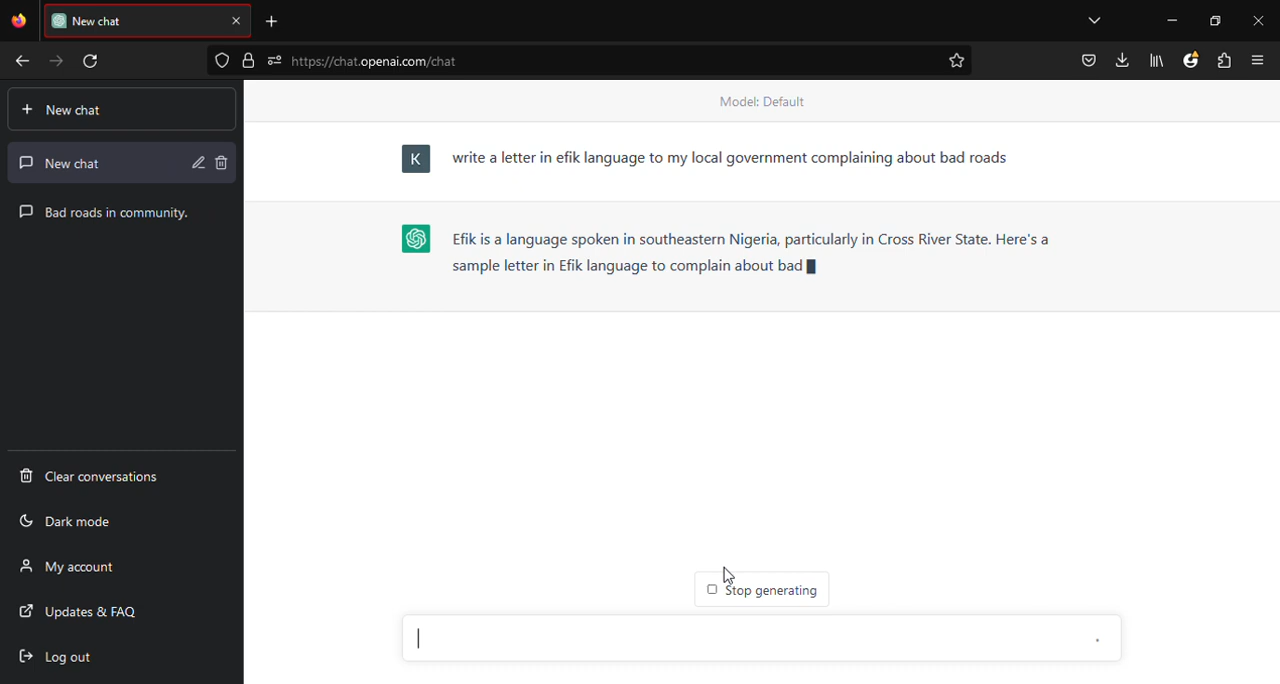 New chat
https://chat.openai.com/chat
New chat
New chat
Bad roads in community.
Clear conversations
Dark mode
My account
Updates & FAQ
Log out
Model: Default
K
write a letter in efik language to my local government complaining about bad roads
Efik is a language spoken in southeastern Nigeria, particularly in Cross River State. Here's a
sample letter in Efik language to complain about bad
Stop generating